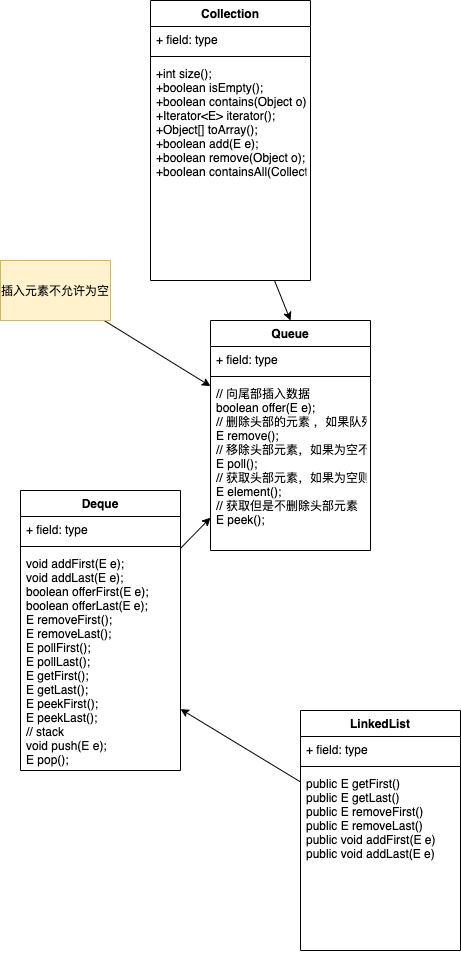 Collection
+ field: type
+int size();
+boolean isEmpty();
+boolean contains(Object o)
+Iterator<E> iterator();
+Object[] toArray();
+boolean add(E e);
+boolean remove(Object o);
+boolean containsAll(Collect
插入元素不允许为空
Queue
+ field: type
// 向尾部插入数据
boolean offer(E e);
// 删除头部的元素 ，如果队列
E remove();
// 移除头部元素，如果为空不
E poll();
// 获取头部元素，如果为空则
E element();
// 获取但是不删除头部元素
E peek();
Deque
+ field: type
void addFirst(E e);
void addLast(E e);
boolean offerFirst(E e);
boolean offerLast(E e);
E removeFirst();
E removeLast();
E pollFirst();
E pollLast();
E getFirst();
E getLast();
E peekFirst();
E peekLast();
// stack
void push(E e);
E pop();
LinkedList
+ field: type
public E getFirst()
public E getLast()
public E removeFirst()
public E removeLast()
public void addFirst(E e)
public void addLast(E e)